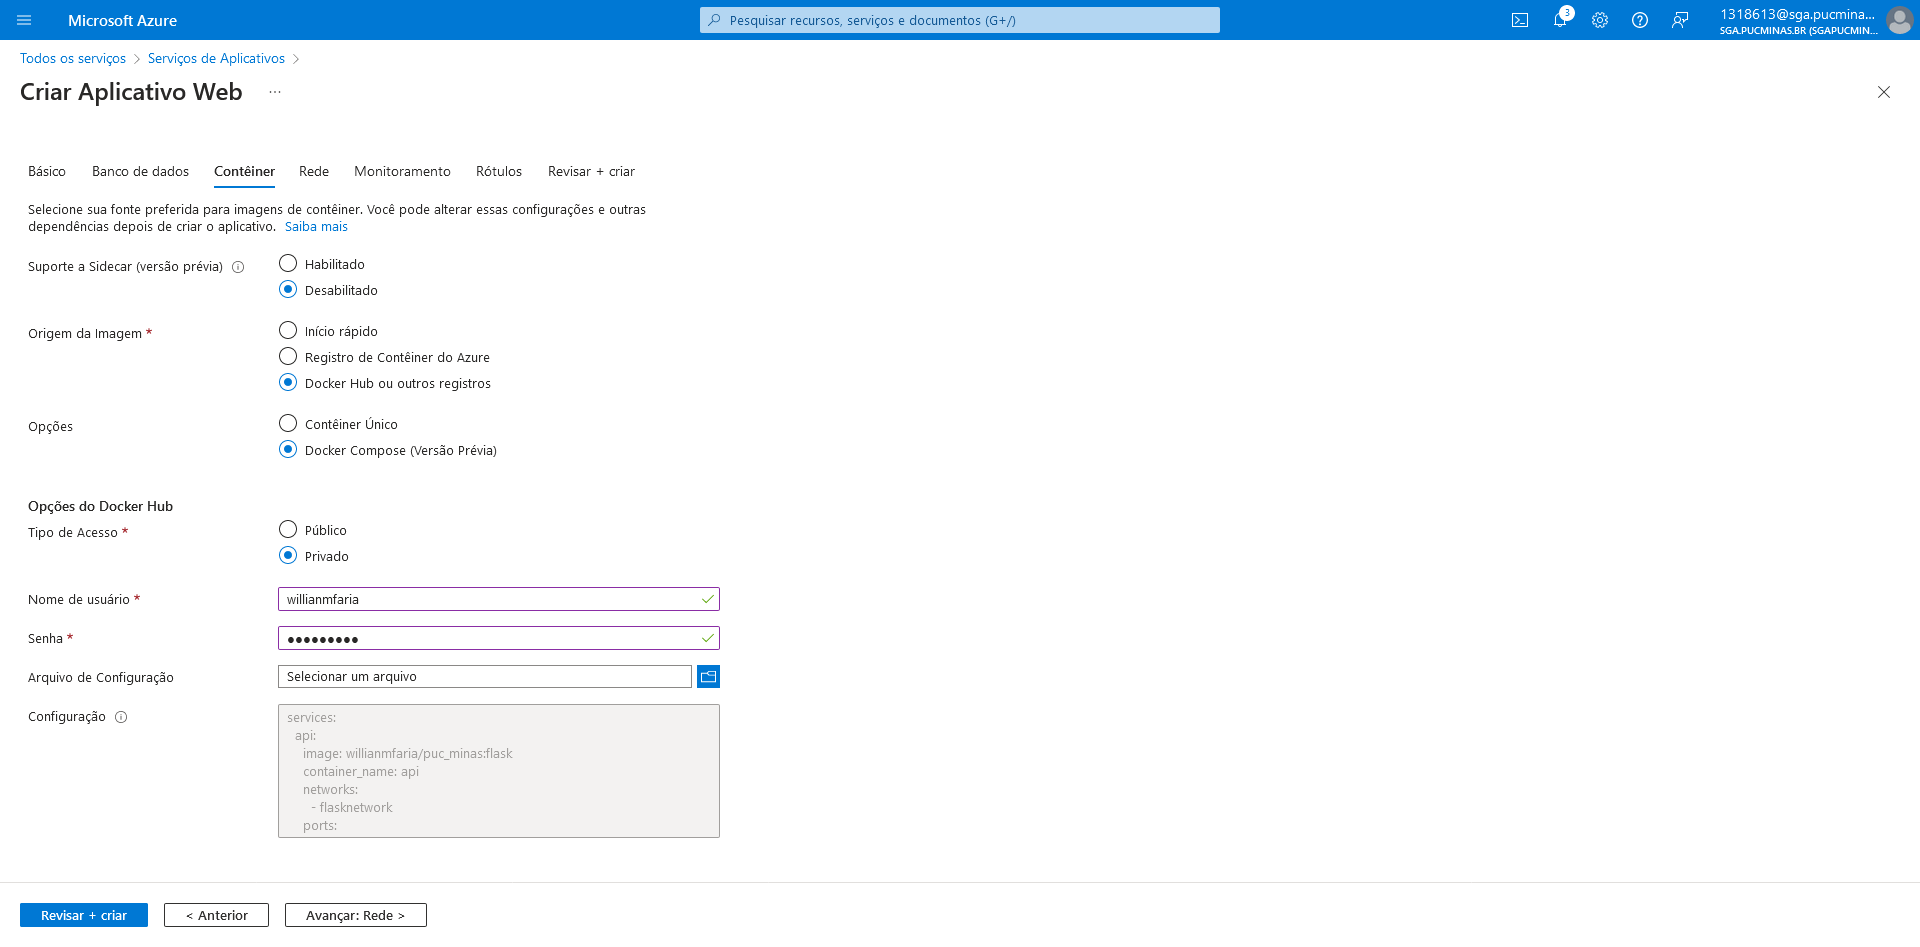 Microsoft Azure
Pesquisar recursos, serviços e documentos (G+/)
3
1318613@sga.pucmina...
SGA.PUCMINAS.BR (SGAPUCMIN...
Todos os serviços > Serviços de Aplicativos >
Criar Aplicativo Web ...
Básico Banco de dados Contêiner Rede Monitoramento Rótulos Revisar + criar
Selecione sua fonte preferida para imagens de contêiner. Você pode alterar essas configurações e outras
dependências depois de criar o aplicativo. Saiba mais
Suporte a Sidecar (versão prévia)
Habilitado
Desabilitado
Origem da Imagem *
Início rápido
Registro de Contêiner do Azure
Docker Hub ou outros registros
Opções
Contêiner Único
Docker Compose (Versão Prévia)
Opções do Docker Hub
Tipo de Acesso *
Público
Privado
Nome de usuário *
willianmfaria
Senha *
●●●●●●●●●
Arquivo de Configuração
Selecionar um arquivo
Configuração
services:
api:
image: willianmfaria/puc_minas:flask
container_name: api
networks:
- flasknetwork
ports:
Revisar + criar
< Anterior
Avançar: Rede >